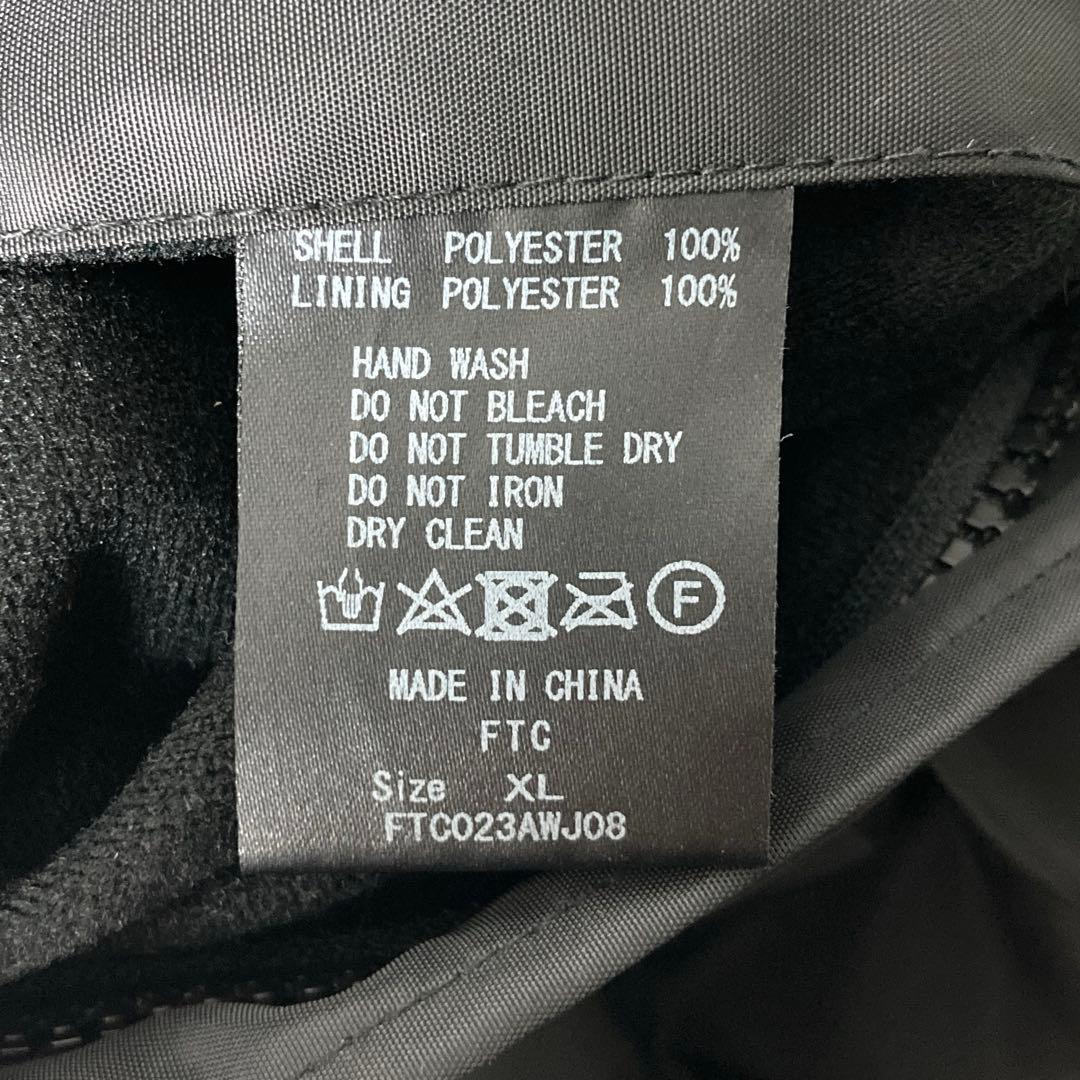 SHELL POLYESTER 100%
LINING POLYESTER 100%
HAND WASH
DO NOT BLEACH
DO NOT TUMBLE DRY
DO NOT IRON
DRY CLEAN
F
MADE IN CHINA
FTC
Size XL
FTC023AWJ08